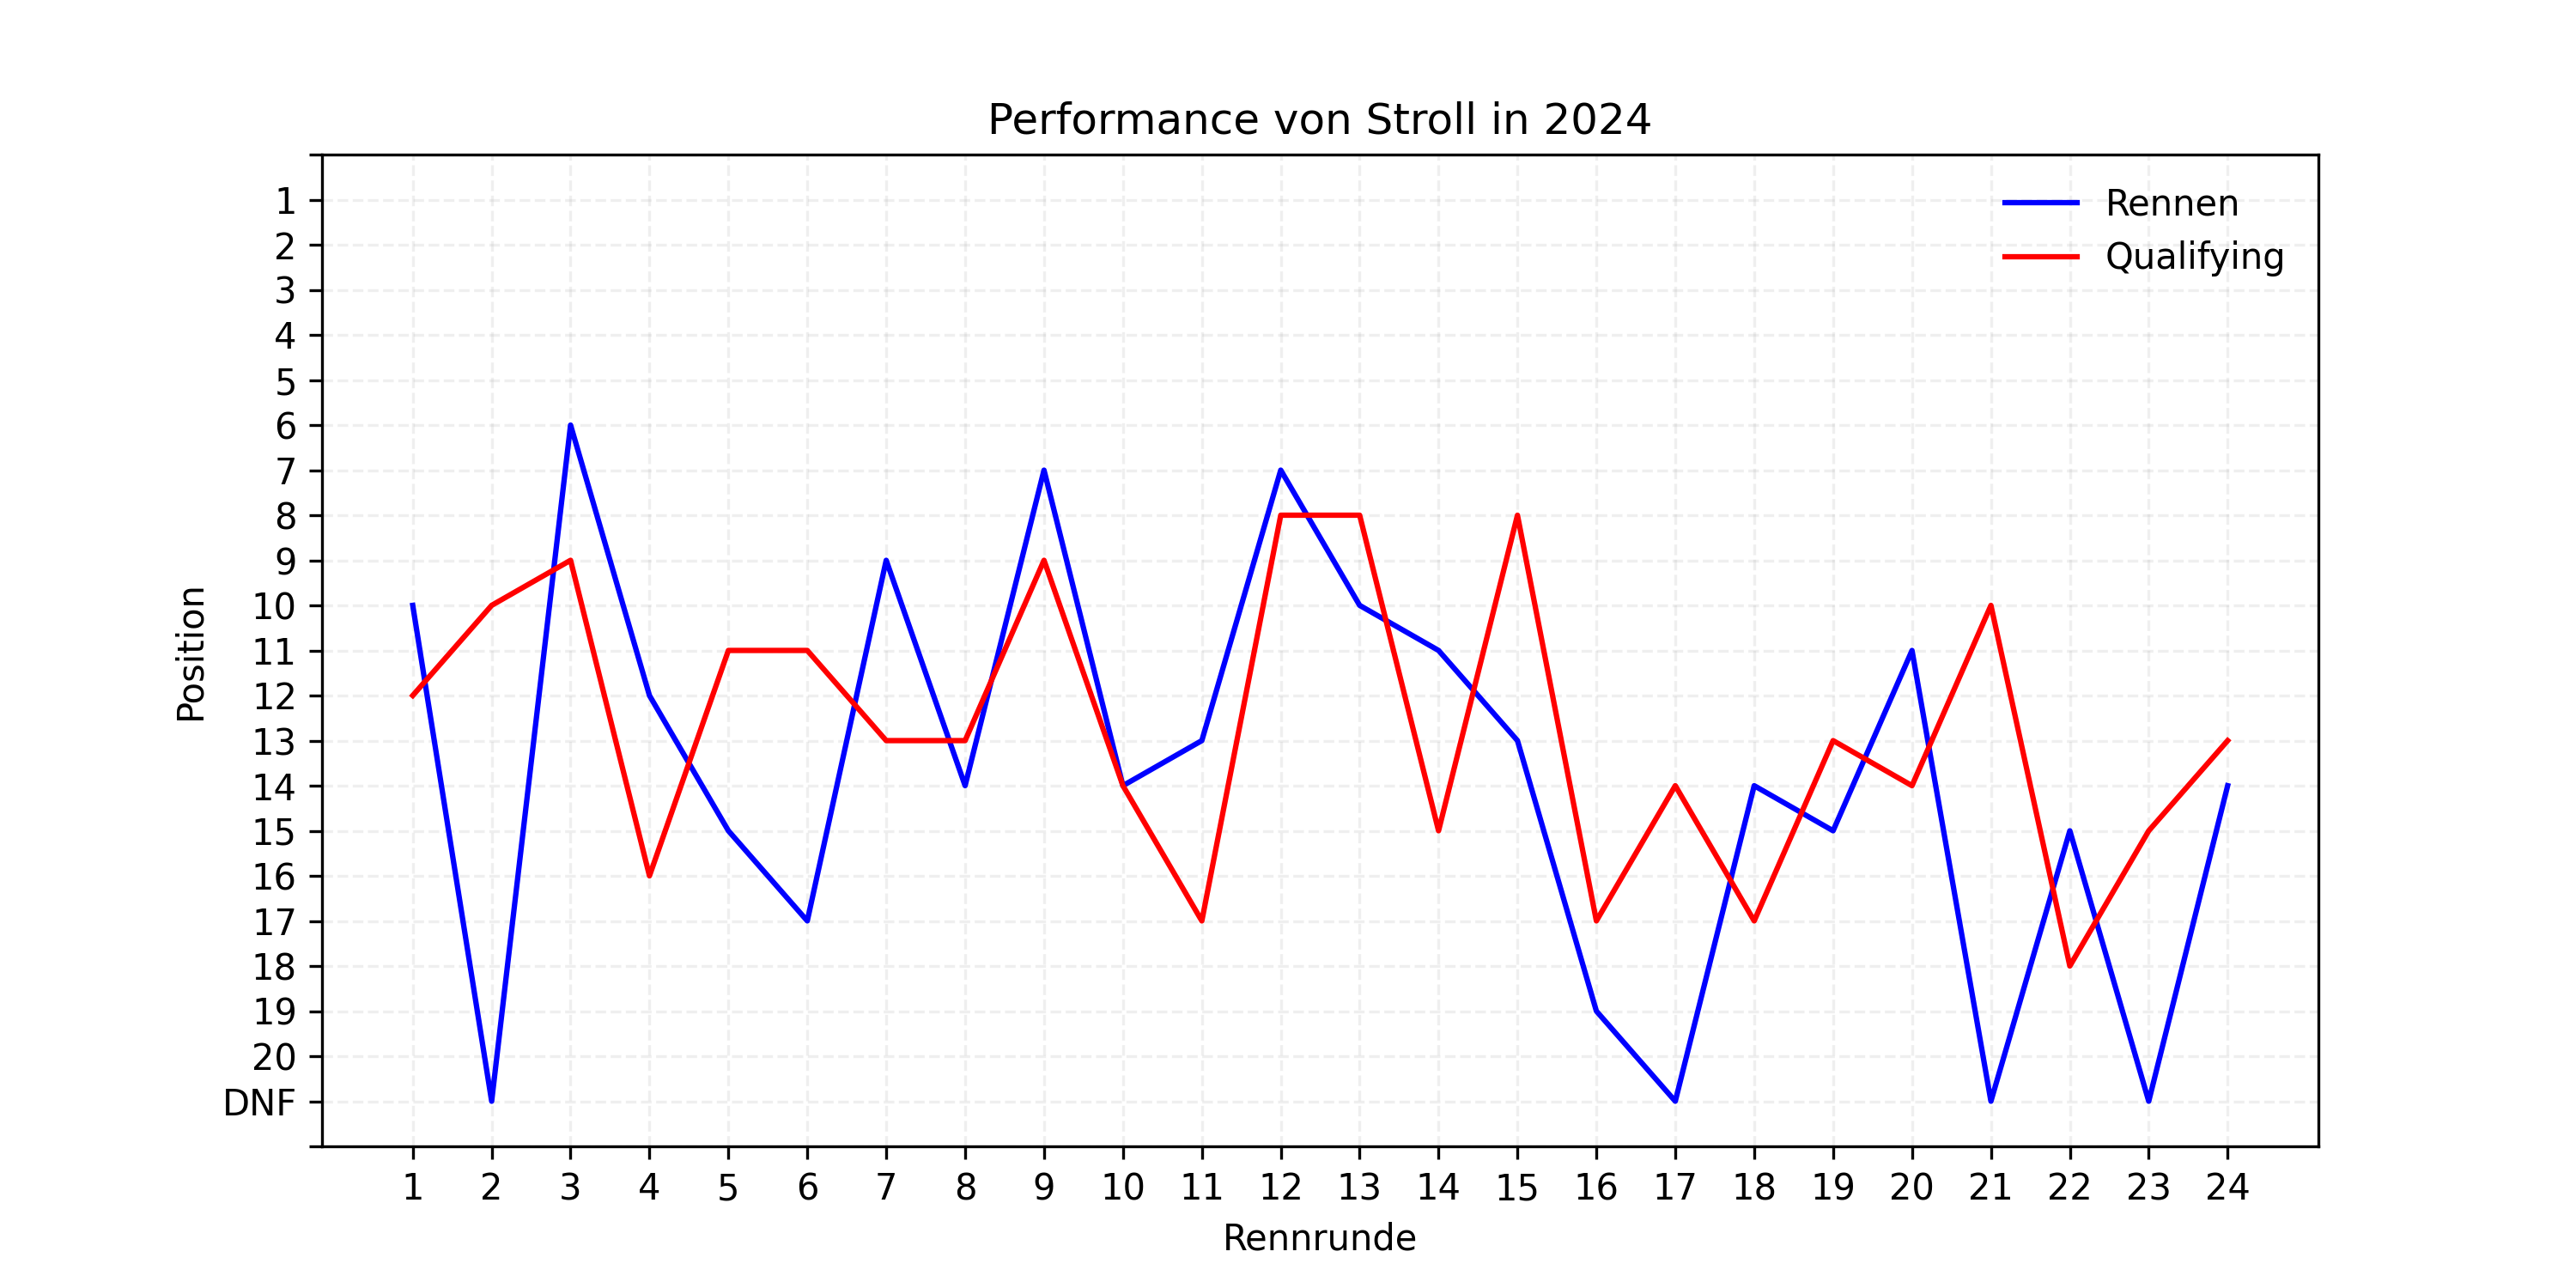 Performance von Stroll in 2024
Rennen
Qualifying
Position
1
2
3
4
5
6
7
8
9
10
11
12
13
14
15
16
17
18
19
20
DNF
1 2 3 4 5 6 7 8 9 10 11 12 13 14 15 16 17 18 19 20 21 22 23 24
Rennrunde